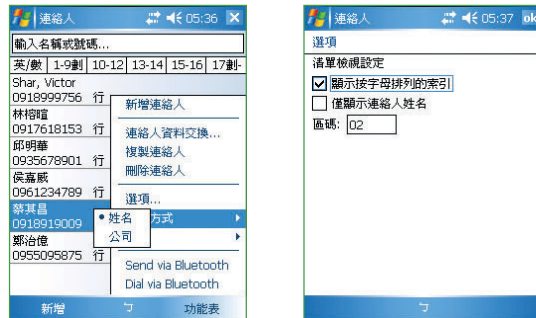 連絡人 05:36
輸入名稱或號碼...
英/數 1-9劃 10-12 13-14 15-16 17劃-
Shar, Victor
0918999756 行
林榕暄
0917618153 行
邱明華
0935678901 行
侯嘉威
0961234789 行
蔡其昌
0918919009
鄭治億
0955095875 行
新增連絡人
連絡人資料交換...
複製連絡人
刪除連絡人
選項...
方式
姓名
公司
Send via Bluetooth
Dial via Bluetooth
新增 功能表
連絡人 05:37 ok
選項
清單檢視設定
顯示按字母排列的索引
僅顯示連絡人姓名
區碼: 02